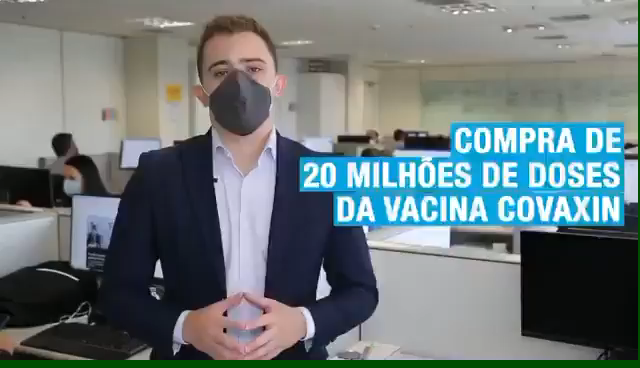 COMPRA DE
20 MILHÕES DE DOSES
DA VACINA COVAXIN